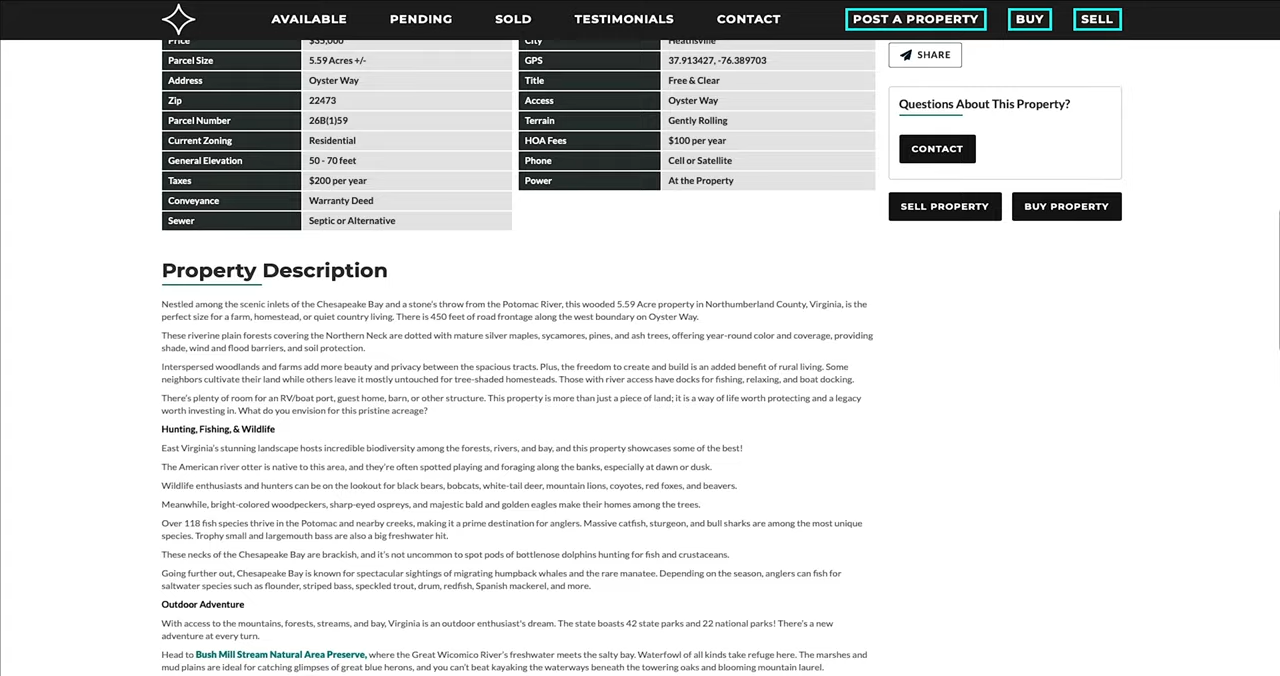 AVAILABLE PENDING SOLD TESTIMONIALS CONTACT POST A PROPERTY BUY SELL
Price $35,000
Parcel Size 5.59 Acres +/-
Address Oyster Way
Zip 22473
Parcel Number 26B(1)59
Current Zoning Residential
General Elevation 50 - 70 feet
Taxes $200 per year
Conveyance Warranty Deed
Sewer Septic or Alternative
City Heathsville
GPS 37.913427, -76.389703
Title Free & Clear
Access Oyster Way
Terrain Gently Rolling
HOA Fees $100 per year
Phone Cell or Satellite
Power At the Property
SHARE
Questions About This Property?
CONTACT
SELL PROPERTY BUY PROPERTY
Property Description
Nestled among the scenic inlets of the Chesapeake Bay and a stone's throw from the Potomac River, this wooded 5.59 Acre property in Northumberland County, Virginia, is the
perfect size for a farm, homestead, or quiet country living. There is 450 feet of road frontage along the west boundary on Oyster Way.
These riverine plain forests covering the Northern Neck are dotted with mature silver maples, sycamores, pines, and ash trees, offering year-round color and coverage, providing
shade, wind and flood barriers, and soil protection.
Interspersed woodlands and farms add more beauty and privacy between the spacious tracts. Plus, the freedom to create and build is an added benefit of rural living. Some
neighbors cultivate their land while others leave it mostly untouched for tree-shaded homesteads. Those with river access have docks for fishing, relaxing, and boat docking.
There's plenty of room for an RV/boat port, guest home, barn, or other structure. This property is more than just a piece of land; it is a way of life worth protecting and a legacy
worth investing in. What do you envision for this pristine acreage?
Hunting, Fishing, & Wildlife
East Virginia's stunning landscape hosts incredible biodiversity among the forests, rivers, and bay, and this property showcases some of the best!
The American river otter is native to this area, and they're often spotted playing and foraging along the banks, especially at dawn or dusk.
Wildlife enthusiasts and hunters can be on the lookout for black bears, bobcats, white-tail deer, mountain lions, coyotes, red foxes, and beavers.
Meanwhile, bright-colored woodpeckers, sharp-eyed ospreys, and majestic bald and golden eagles make their homes among the trees.
Over 118 fish species thrive in the Potomac and nearby creeks, making it a prime destination for anglers. Massive catfish, sturgeon, and bull sharks are among the most unique
species. Trophy small and largemouth bass are also a big freshwater hit.
These necks of the Chesapeake Bay are brackish, and it's not uncommon to spot pods of bottlenose dolphins hunting for fish and crustaceans.
Going further out, Chesapeake Bay is known for spectacular sightings of migrating humpback whales and the rare manatee. Depending on the season, anglers can fish for
saltwater species such as flounder, striped bass, speckled trout, drum, redfish, Spanish mackerel, and more.
Outdoor Adventure
With access to the mountains, forests, streams, and bay, Virginia is an outdoor enthusiast's dream. The state boasts 42 state parks and 22 national parks! There's a new
adventure at every turn.
Head to Bush Mill Stream Natural Area Preserve, where the Great Wicomico River's freshwater meets the salty bay. Waterfowl of all kinds take refuge here. The marshes and
mud plains are ideal for catching glimpses of great blue herons, and you can't beat kayaking the waterways beneath the towering oaks and blooming mountain laurel.